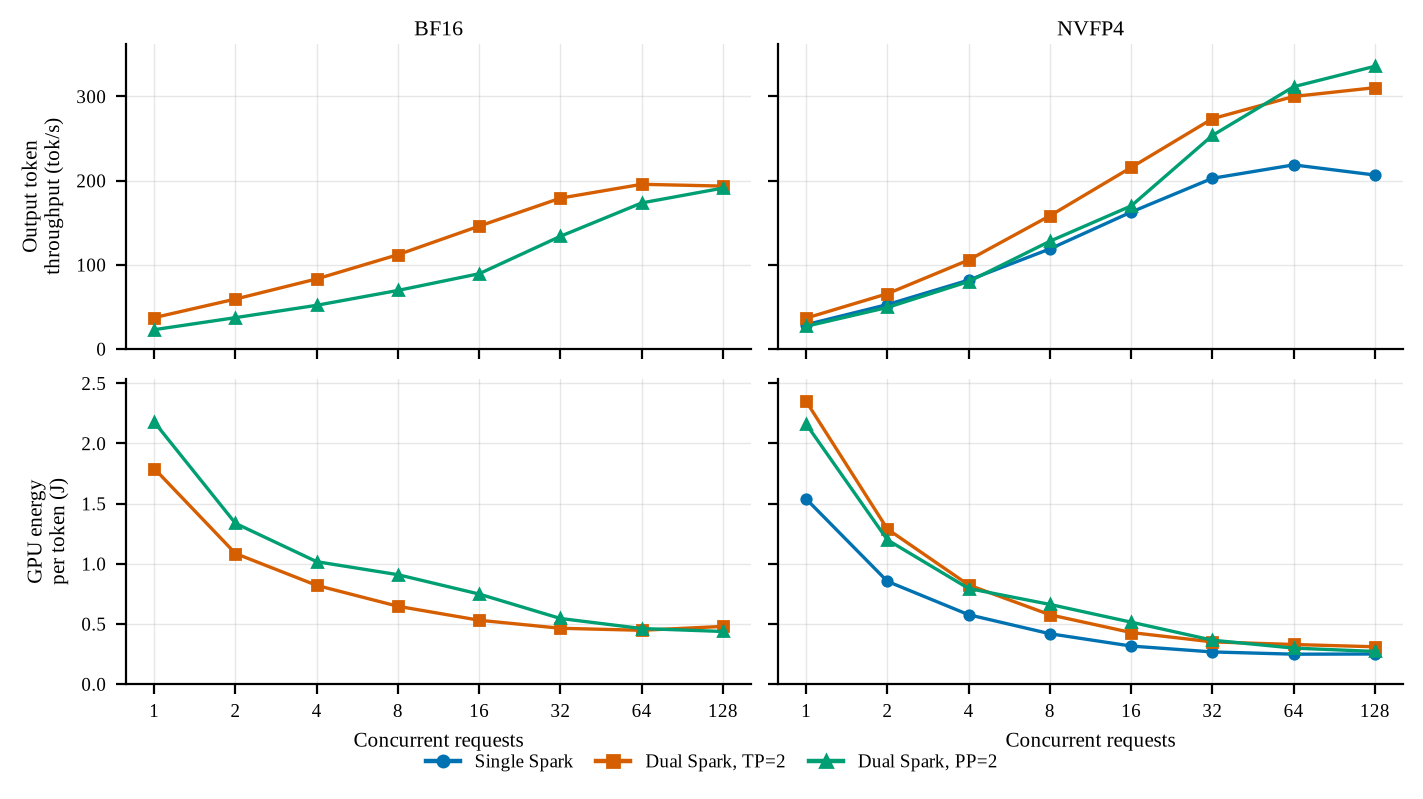 BF16
NVFP4
Output token
throughput (tok/s)
300
200
100
0
GPU energy
per token (J)
2.5
2.0
1.5
1.0
0.5
0.0
1 2 4 8 16 32 64 128
1 2 4 8 16 32 64 128
Concurrent requests
Concurrent requests
Single Spark
Dual Spark, TP=2
Dual Spark, PP=2